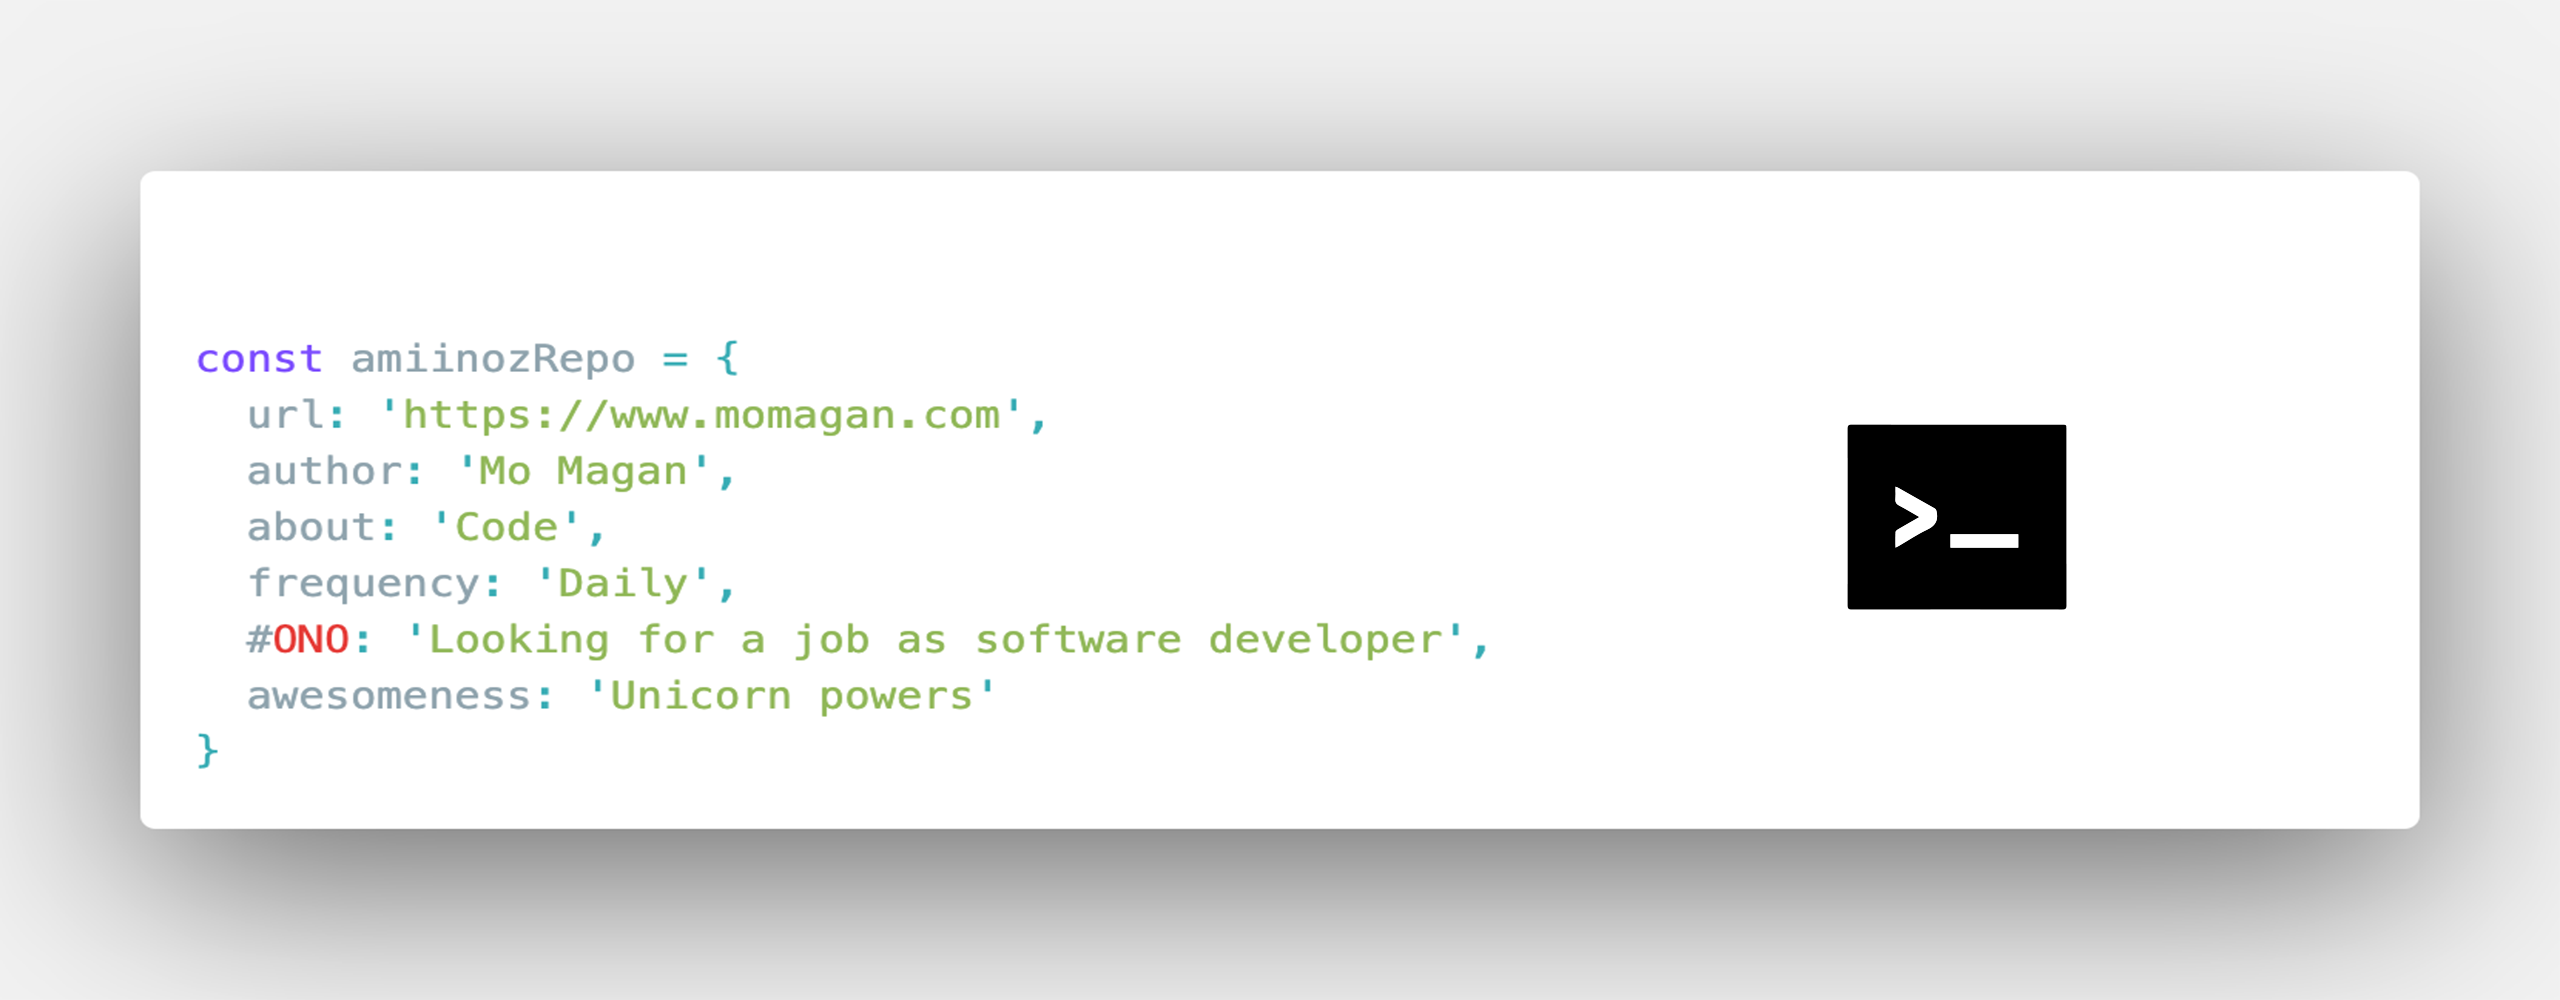 const amiinozRepo = {
  url: 'https://www.momagan.com',
  author: 'Mo Magan',
  about: 'Code',
  frequency: 'Daily',
  #ONO: 'Looking for a job as software developer',
  awesomeness: 'Unicorn powers'
}
>_